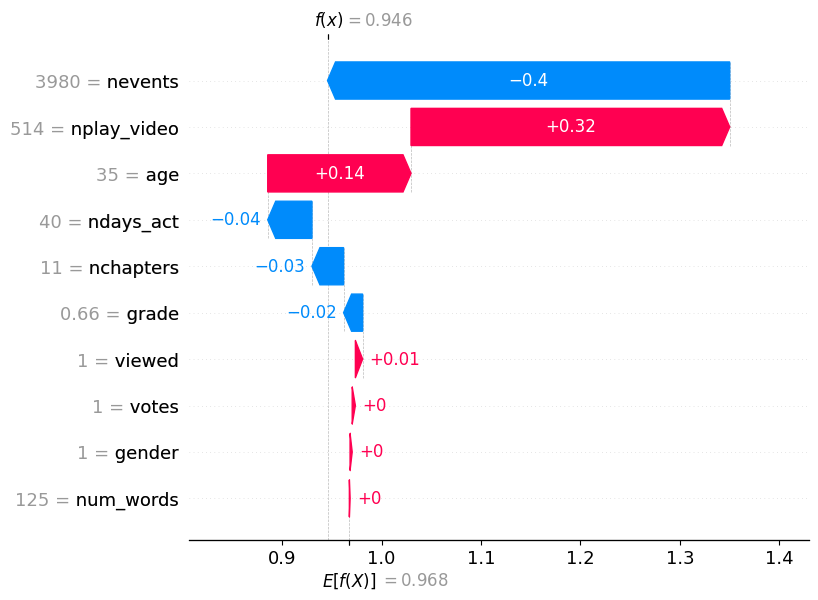 f(x) = 0.946
3980 = nevents
−0.4
514 = nplay_video
+0.32
35 = age
+0.14
40 = ndays_act
−0.04
11 = nchapters
−0.03
0.66 = grade
−0.02
1 = viewed
+0.01
1 = votes
+0
1 = gender
+0
125 = num_words
+0
0.9 1.0 1.1 1.2 1.3 1.4
E[f(X)] = 0.968